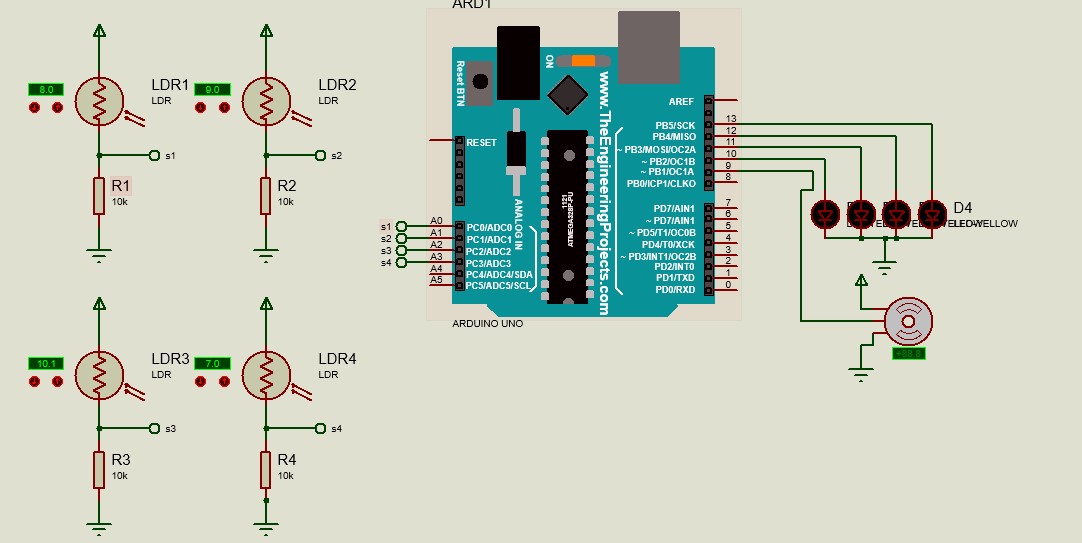 ARD1
LDR1
LDR
8.0
R1
10k
s1
LDR2
LDR
9.0
R2
10k
s2
LDR3
LDR
10.1
R3
10k
s3
LDR4
LDR
7.0
R4
10k
s4
Reset BTN
ON
www.TheEngineeringProjects.com
1121
ATMEGA328P-PU
ANALOG IN
RESET
s1 A0 PC0/ADC0
s2 A1 PC1/ADC1
s3 A2 PC2/ADC2
s4 A3 PC3/ADC3
A4 PC4/ADC4/SDA
A5 PC5/ADC5/SCL
AREF
PB5/SCK 13
PB4/MISO 12
~ PB3/MOSI/OC2A 11
~ PB2/OC1B 10
~ PB1/OC1A 9
PB0/ICP1/CLKO 8
PD7/AIN1 7
~ PD7/AIN1 6
~ PD5/T1/OC0B 5
PD4/T0/XCK 4
~ PD3/INT1/OC2B 3
PD2/INT0 2
PD1/TXD 1
PD0/RXD 0
ARDUINO UNO
D4
+88.8